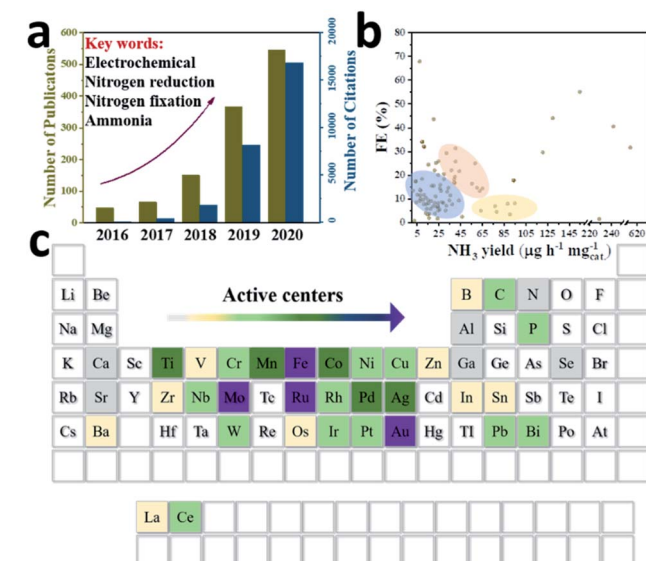 a
Key words:
Electrochemical
Nitrogen reduction
Nitrogen fixation
Ammonia
Number of Publicatons
600
500
400
300
200
100
0
2016 2017 2018 2019 2020
20000
15000
10000
5000
0
Number of Citations
b
FE (%)
80
70
60
50
40
30
20
10
0
5 25 45 65 85 105 125 145 220 240 620
NH3 yield (μg h-1 mg-1cat.)
c
Active centers
Li Be B C N O F
Na Mg Al Si P S Cl
K Ca Sc Ti V Cr Mn Fe Co Ni Cu Zn Ga Ge As Se Br
Rb Sr Y Zr Nb Mo Tc Ru Rh Pd Ag Cd In Sn Sb Te I
Cs Ba Hf Ta W Re Os Ir Pt Au Hg Tl Pb Bi Po At
La Ce